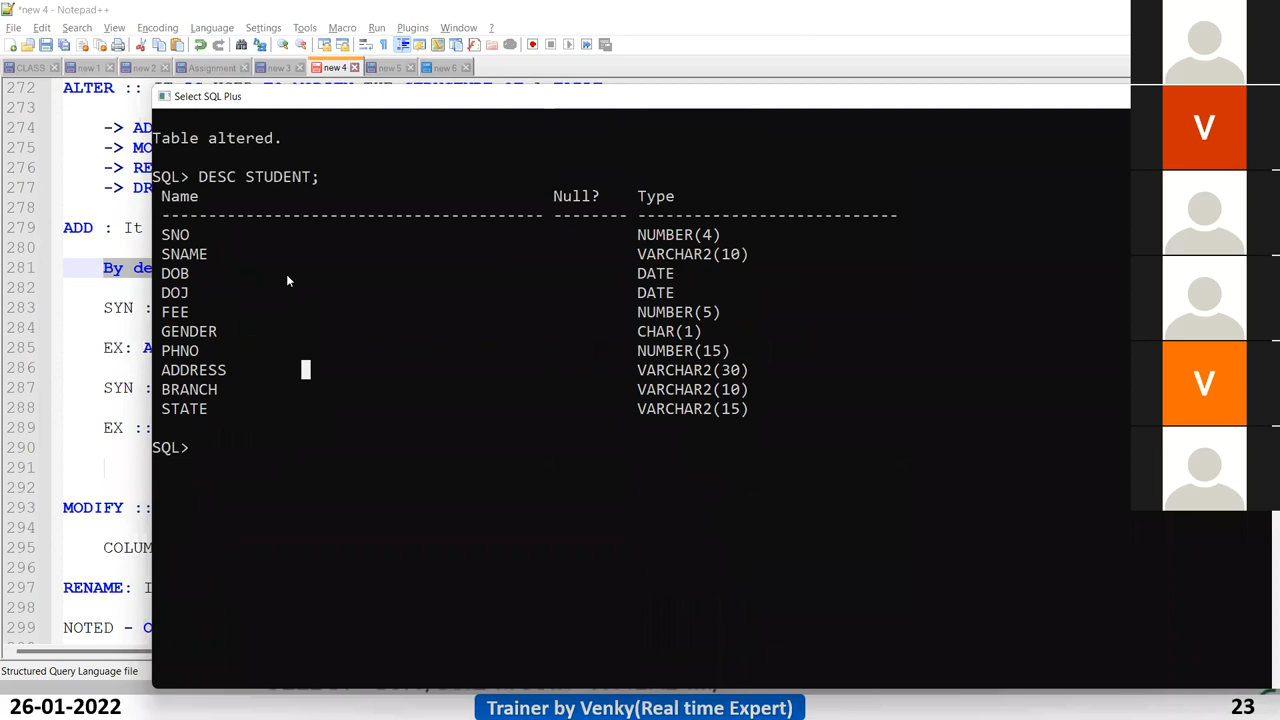 *new 4 - Notepad++
File Edit Search View Encoding Language Settings Tools Macro Run Plugins Window ?
CLASS new 1 new 2 Assignment new 3 new 4 new 5 new 6
272 ALTER ::
Select SQL Plus
273
Table altered.
274 -> AD
275 -> MO
276 -> RE
277 -> DR
278
279 ADD : It
280
281 By de
282
283 SYN :
284
285 EX: A
286
287 SYN :
288
289 EX ::
290
291
292
293 MODIFY ::
294
295 COLUM
296
297 RENAME: I
298
299 NOTED - O
SQL> DESC STUDENT;
Name Null? Type
----------------------------------------- -------- ----------------------------
SNO NUMBER(4)
SNAME VARCHAR2(10)
DOB DATE
DOJ DATE
FEE NUMBER(5)
GENDER CHAR(1)
PHNO NUMBER(15)
ADDRESS VARCHAR2(30)
BRANCH VARCHAR2(10)
STATE VARCHAR2(15)
SQL>
V
V
Structured Query Language file
26-01-2022
Trainer by Venky(Real time Expert)
23